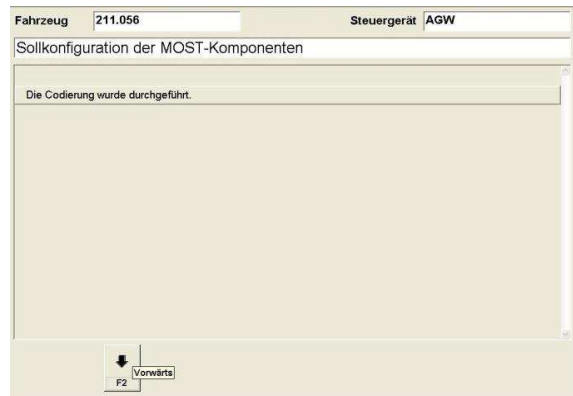 Fahrzeug 211.056 Steuergerät AGW
Sollkonfiguration der MOST-Komponenten
Die Codierung wurde durchgeführt.
Vorwärts
F2